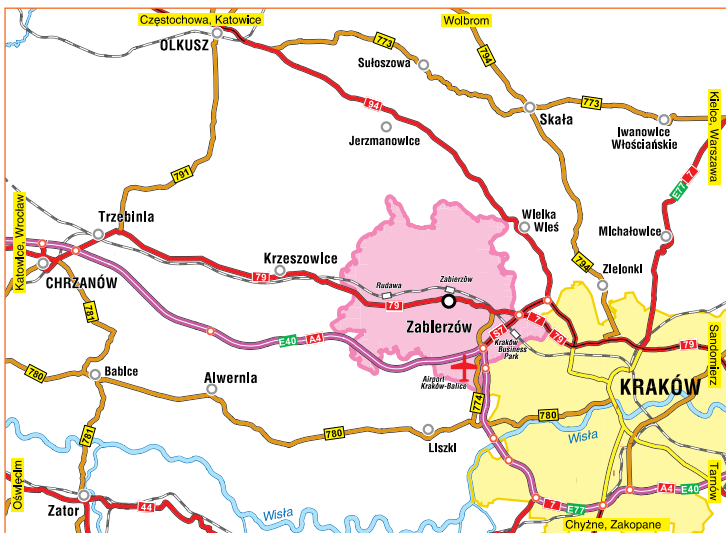 Częstochowa, Katowice
Wolbrom
OLKUSZ
773
794
Sułoszowa
94
Skała
773
Iwanowice
Włościańskie
Kielce, Warszawa
Jerzmanowice
791
E77
7
Katowice, Wrocław
Trzebinia
Wielka
Wieś
Michałowice
CHRZANÓW
Krzeszowice
79
Rudawa
Zabierzów
794
Zielonki
79
Zabierzów
S7
7
79
79
781
E40
A4
Kraków
Business
Park
Sandomierz
780
Babice
Alwernia
Airport
Kraków-Balice
774
KRAKÓW
780
781
780
Liszki
Wisła
Oświęcim
Zator
44
Wisła
7
E77
A4
E40
Tarnów
Chyżne, Zakopane